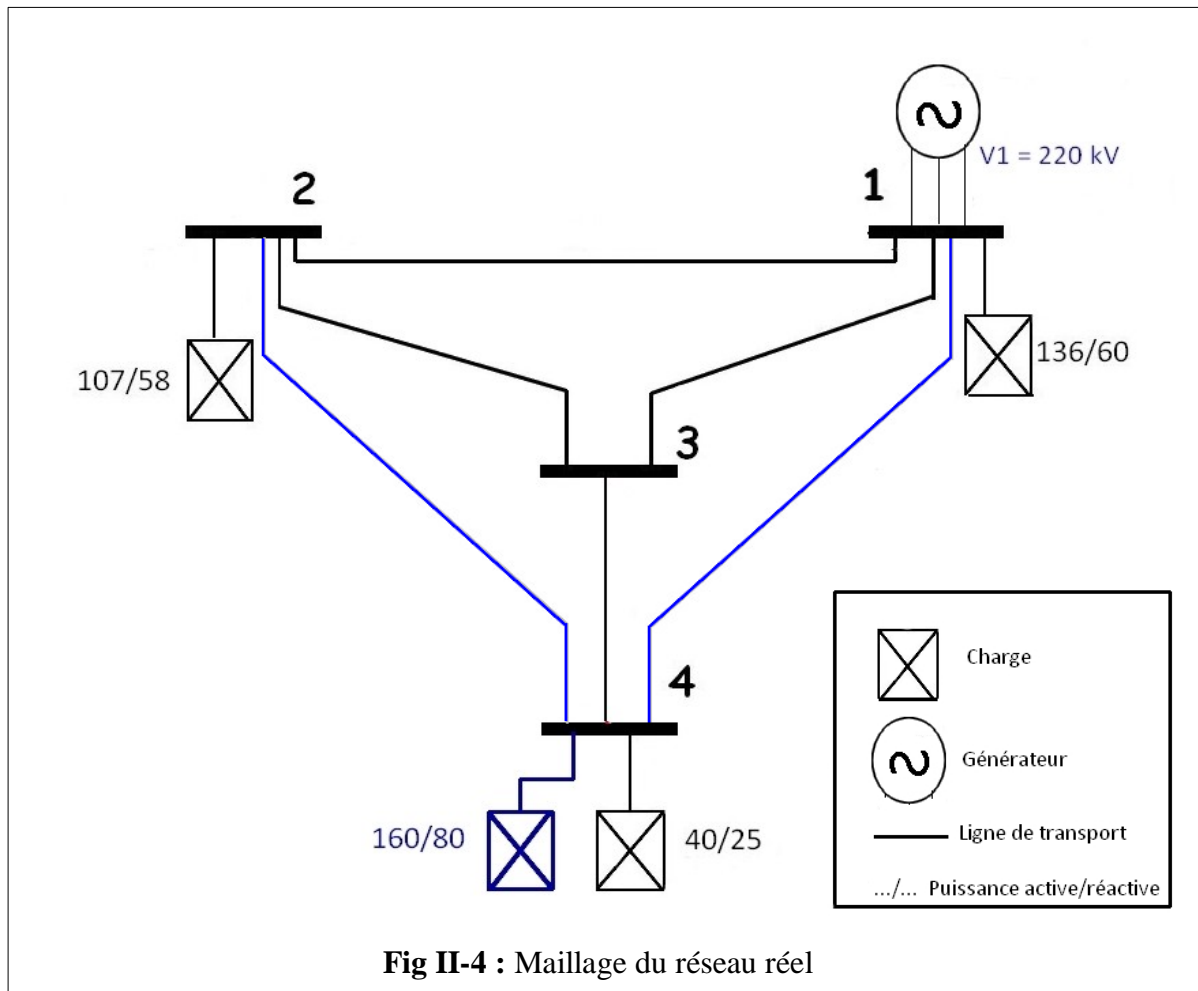 V1 = 220 kV
2
1
107/58
136/60
3
4
160/80
40/25
Charge
Générateur
Ligne de transport
.../... Puissance active/réactive
Fig II-4 : Maillage du réseau réel